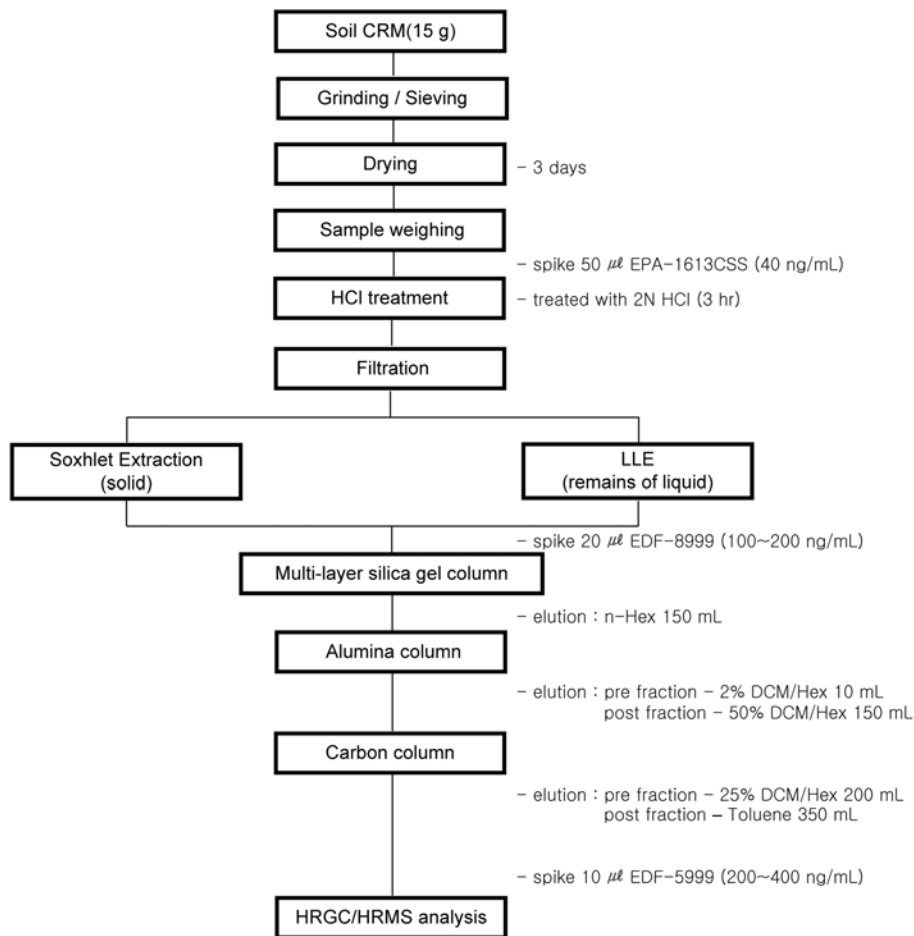 Soil CRM(15 g)
Grinding / Sieving
Drying
- 3 days
Sample weighing
- spike 50 ㎕ EPA-1613CSS (40 ng/mL)
HCl treatment
- treated with 2N HCl (3 hr)
Filtration
Soxhlet Extraction
(solid)
LLE
(remains of liquid)
- spike 20 ㎕ EDF-8999 (100~200 ng/mL)
Multi-layer silica gel column
- elution : n-Hex 150 mL
Alumina column
- elution : pre fraction - 2% DCM/Hex 10 mL
post fraction - 50% DCM/Hex 150 mL
Carbon column
- elution : pre fraction - 25% DCM/Hex 200 mL
post fraction – Toluene 350 mL
- spike 10 ㎕ EDF-5999 (200~400 ng/mL)
HRGC/HRMS analysis